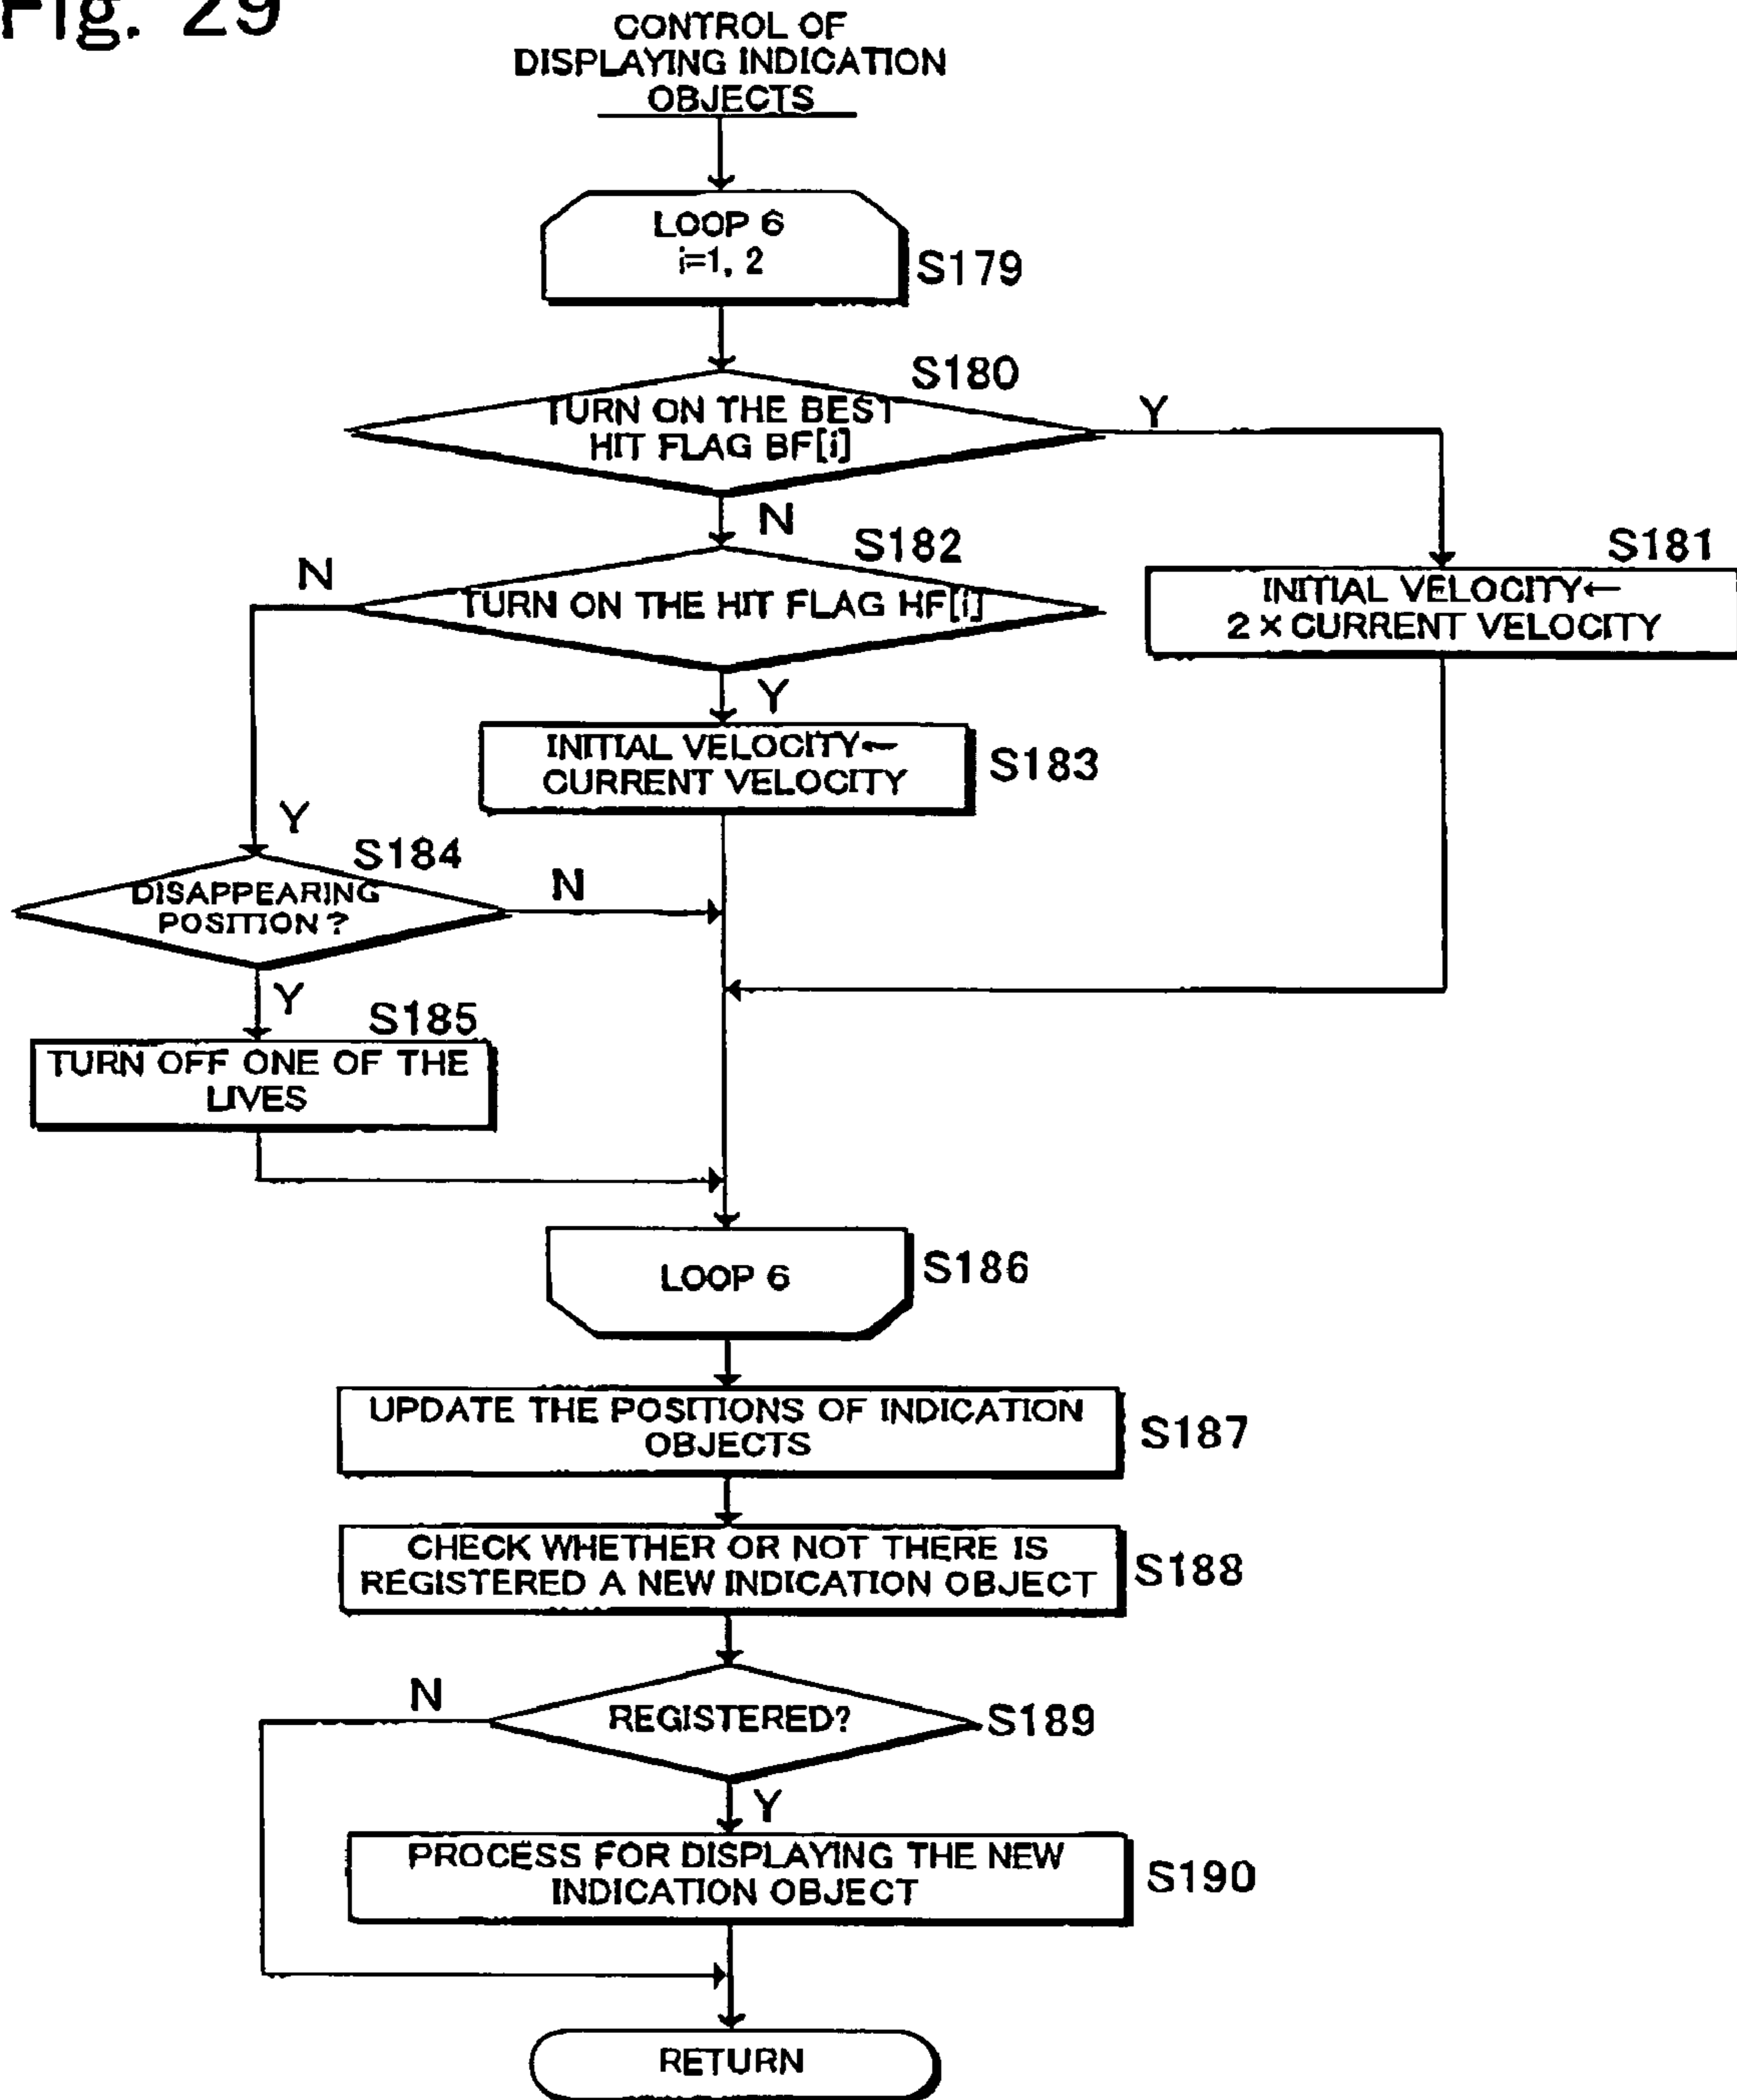 Fig. 29
CONTROL OF
DISPLAYING INDICATION
OBJECTS
LOOP 6
i=1, 2
S179
S180
TURN ON THE BEST
HIT FLAG BF[i]
Y
N
S182
N
TURN ON THE HIT FLAG HF[i]
S181
INITIAL VELOCITY←
2 × CURRENT VELOCITY
Y
INITIAL VELOCITY←
CURRENT VELOCITY
S183
Y
S184
DISAPPEARING
POSITION ?
N
Y
S185
TURN OFF ONE OF THE
LIVES
LOOP 6
S186
UPDATE THE POSITIONS OF INDICATION
OBJECTS
S187
CHECK WHETHER OR NOT THERE IS
REGISTERED A NEW INDICATION OBJECT
S188
N
REGISTERED?
S189
Y
PROCESS FOR DISPLAYING THE NEW
INDICATION OBJECT
S190
RETURN